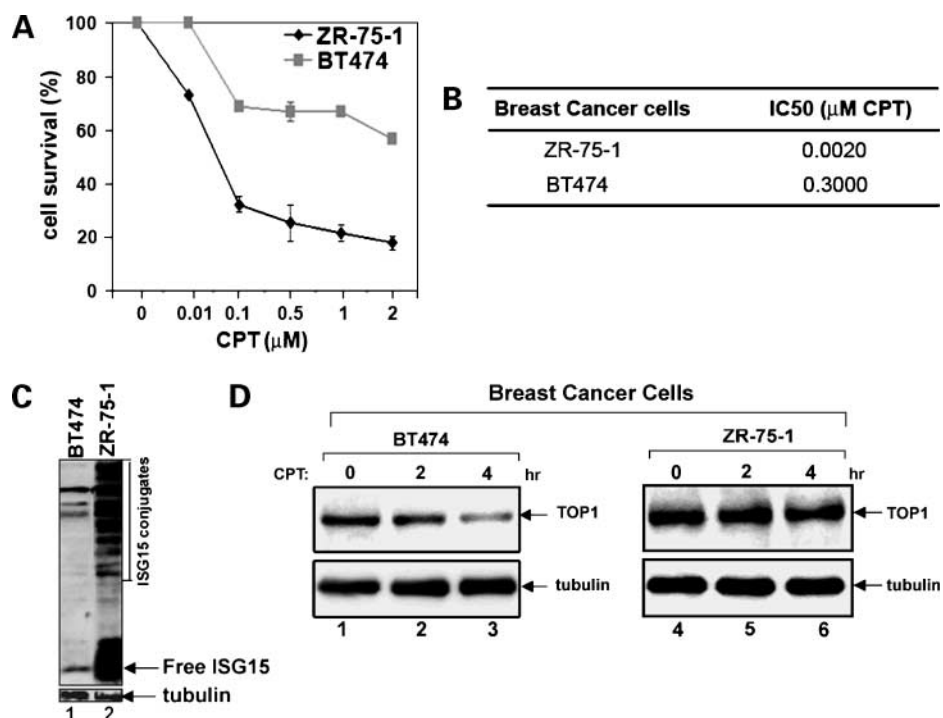 A
100
80
60
40
20
0
cell survival (%)
ZR-75-1
BT474
0 0.01 0.1 0.5 1 2
CPT (μM)
B
Breast Cancer cells IC50 (μM CPT)
ZR-75-1 0.0020
BT474 0.3000
C
BT474
ZR-75-1
ISG15 conjugates
Free ISG15
tubulin
1 2
D
Breast Cancer Cells
BT474 ZR-75-1
CPT: 0 2 4 hr 0 2 4 hr
TOP1 TOP1
tubulin tubulin
1 2 3 4 5 6